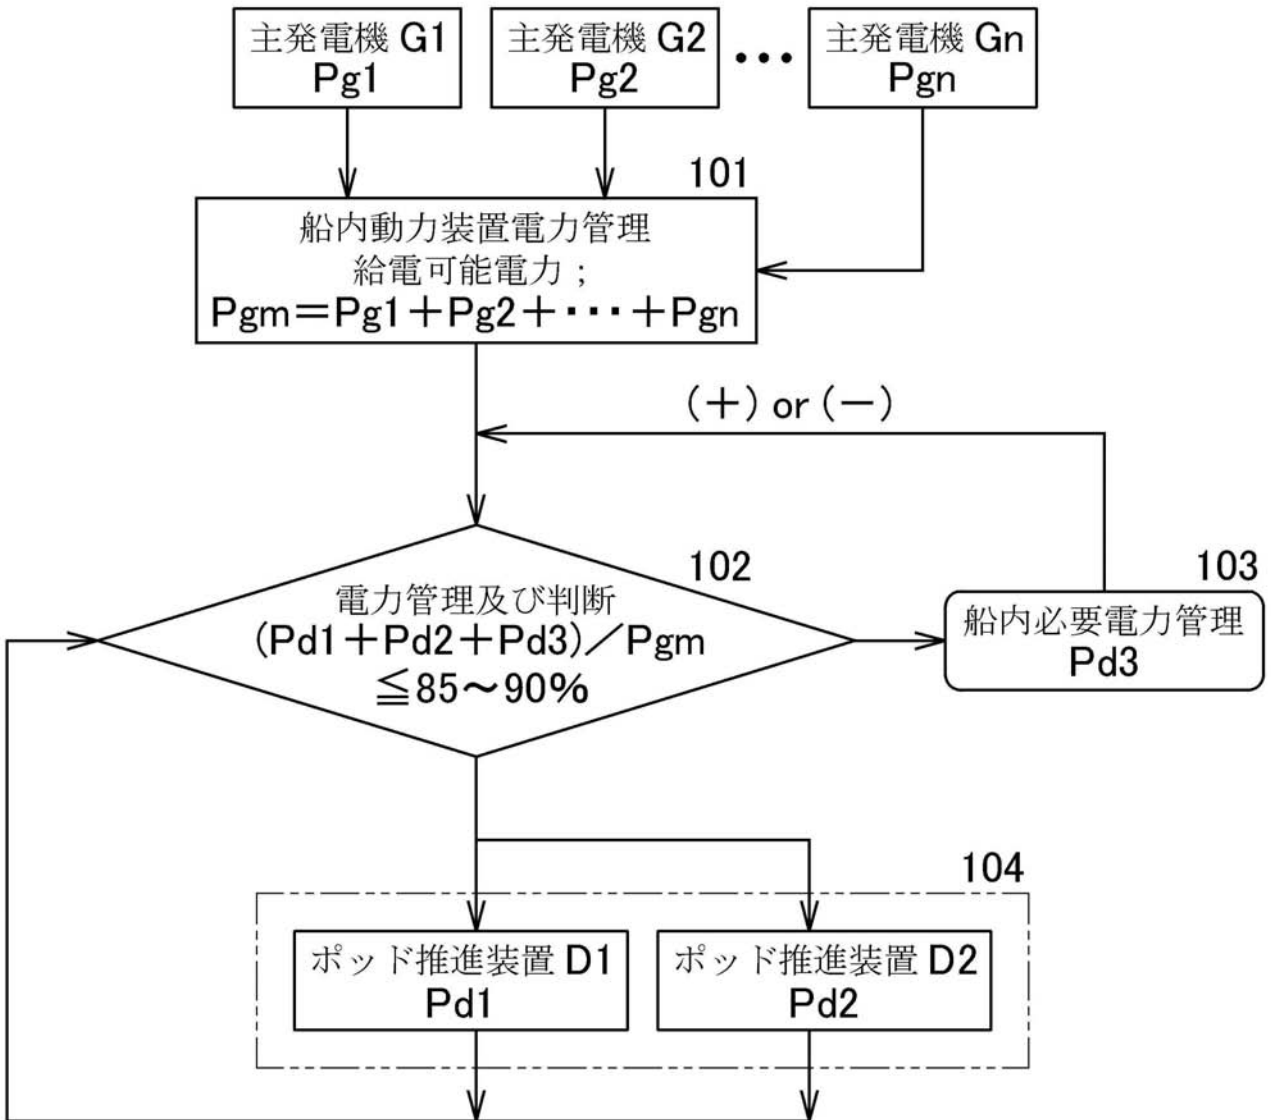 主発電機 G1
Pg1
主発電機 G2
Pg2
・・・
主発電機 Gn
Pgn
101
船内動力装置電力管理
給電可能電力；
Pgm＝Pg1＋Pg2＋・・・＋Pgn
（＋）or（－）
102
電力管理及び判断
（Pd1＋Pd2＋Pd3）／Pgm
≦85～90％
103
船内必要電力管理
Pd3
104
ポッド推進装置 D1
Pd1
ポッド推進装置 D2
Pd2